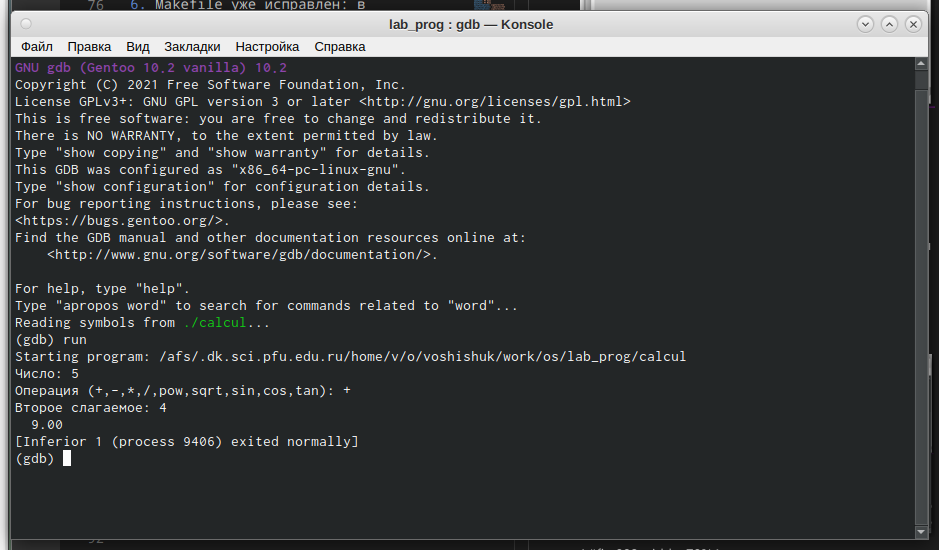 76 6. Makefile уже исправлен: в
lab_prog : gdb — Konsole
Файл Правка Вид Закладки Настройка Справка
GNU gdb (Gentoo 10.2 vanilla) 10.2
Copyright (C) 2021 Free Software Foundation, Inc.
License GPLv3+: GNU GPL version 3 or later <http://gnu.org/licenses/gpl.html>
This is free software: you are free to change and redistribute it.
There is NO WARRANTY, to the extent permitted by law.
Type "show copying" and "show warranty" for details.
This GDB was configured as "x86_64-pc-linux-gnu".
Type "show configuration" for configuration details.
For bug reporting instructions, please see:
<https://bugs.gentoo.org/>.
Find the GDB manual and other documentation resources online at:
    <http://www.gnu.org/software/gdb/documentation/>.
For help, type "help".
Type "apropos word" to search for commands related to "word"...
Reading symbols from ./calcul...
(gdb) run
Starting program: /afs/.dk.sci.pfu.edu.ru/home/v/o/voshishuk/work/os/lab_prog/calcul
Число: 5
Операция (+,-,*,/,pow,sqrt,sin,cos,tan): +
Второе слагаемое: 4
  9.00
[Inferior 1 (process 9406) exited normally]
(gdb)